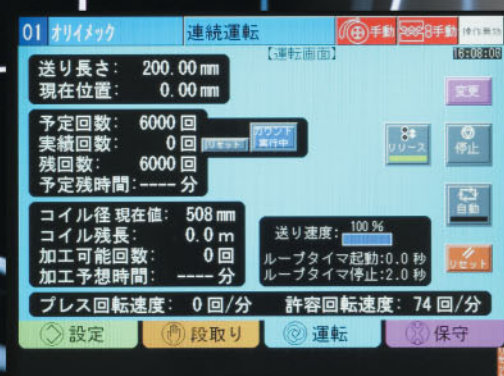 01 オリイメック 連続運転 手動 手動 操作無効
【運転画面】 16:08:08
送り長さ: 200.00 mm
現在位置: 0.00 mm
変更
予定回数: 6000 回
実績回数: 0 回 リセット カウント実行中
残回数: 6000 回
予定残時間:---- 分
リリース 停止
自動
コイル径 現在値: 508 mm
コイル残長: 0.0 m
加工可能回数: 0 回
加工予想時間: ---- 分
送り速度: 100 %
ループタイマ起動:0.0 秒
ループタイマ停止:2.0 秒
リセット
プレス回転速度: 0 回/分 許容回転速度: 74 回/分
設定 段取り 運転 保守